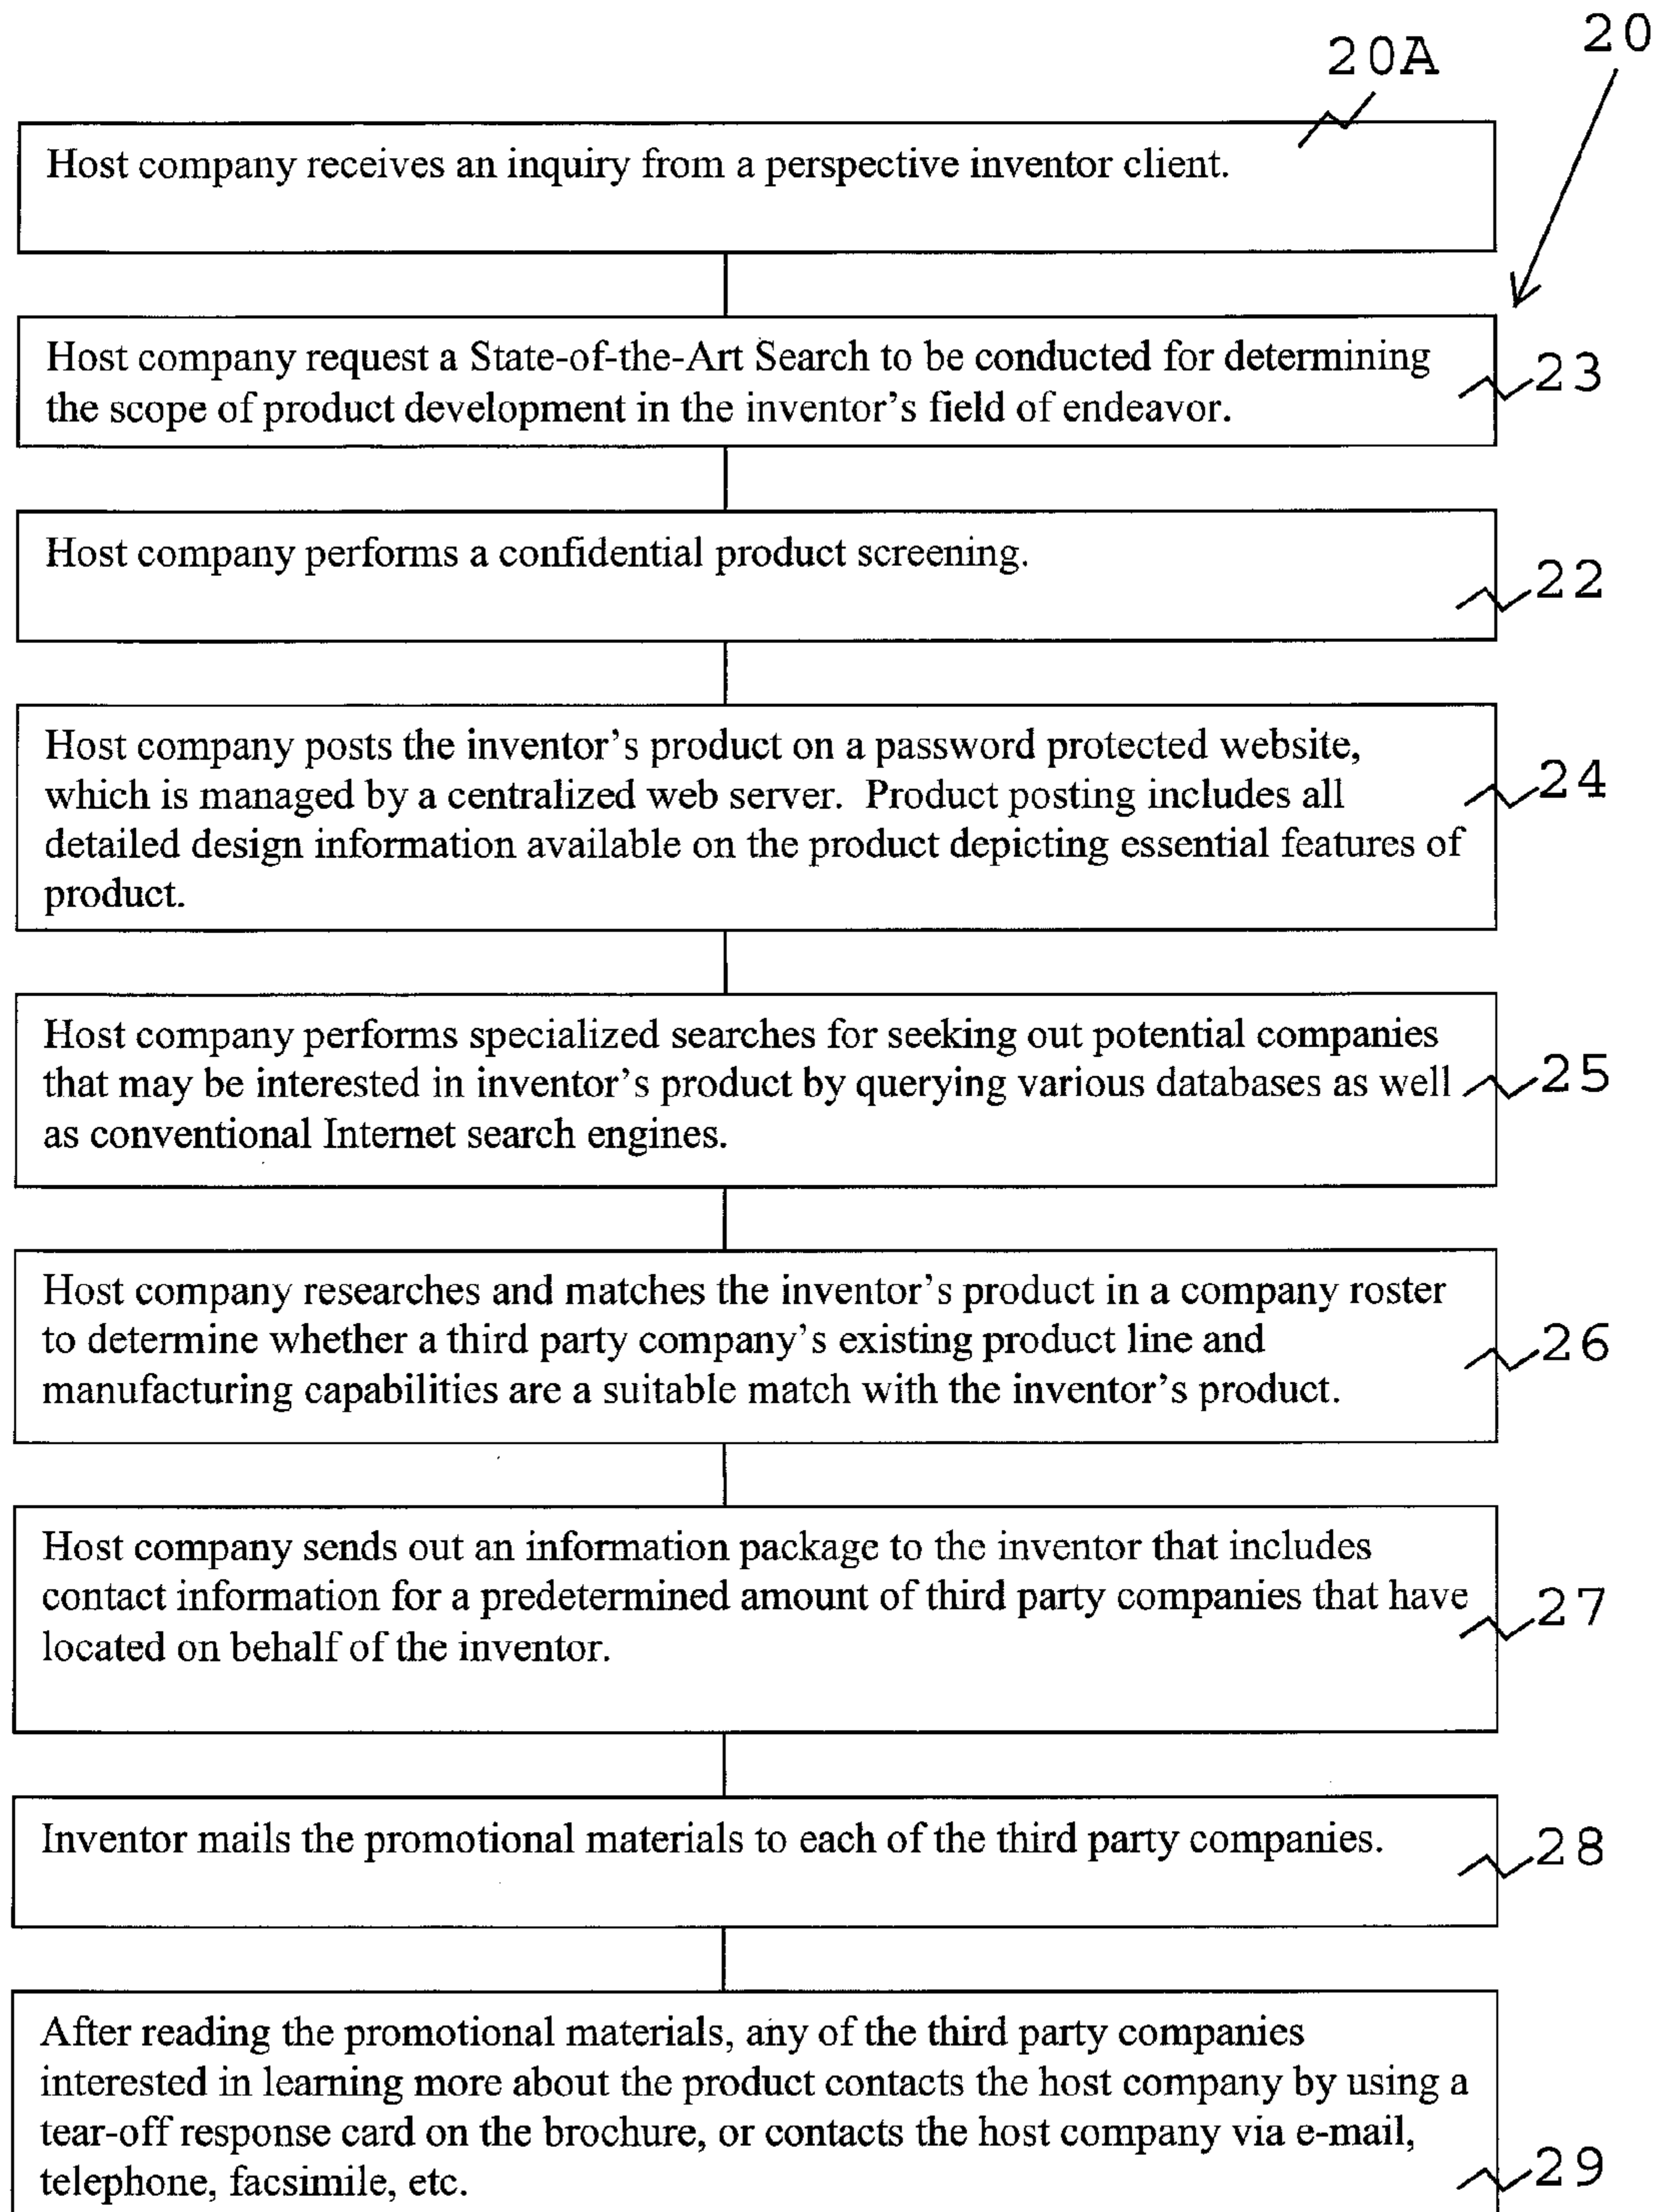 20
20A
Host company receives an inquiry from a perspective inventor client.
Host company request a State-of-the-Art Search to be conducted for determining
the scope of product development in the inventor's field of endeavor.
23
Host company performs a confidential product screening.
22
Host company posts the inventor's product on a password protected website,
which is managed by a centralized web server. Product posting includes all
detailed design information available on the product depicting essential features of
product.
24
Host company performs specialized searches for seeking out potential companies
that may be interested in inventor's product by querying various databases as well
as conventional Internet search engines.
25
Host company researches and matches the inventor's product in a company roster
to determine whether a third party company's existing product line and
manufacturing capabilities are a suitable match with the inventor's product.
26
Host company sends out an information package to the inventor that includes
contact information for a predetermined amount of third party companies that have
located on behalf of the inventor.
27
Inventor mails the promotional materials to each of the third party companies.
28
After reading the promotional materials, any of the third party companies
interested in learning more about the product contacts the host company by using a
tear-off response card on the brochure, or contacts the host company via e-mail,
telephone, facsimile, etc.
29